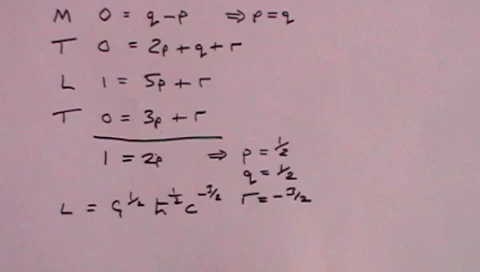 M 0 = q - p ⇒ p = q
T 0 = 2p + q + r
L 1 = 5p + r
T 0 = 3p + r
1 = 2p ⇒ p = 1/2
q = 1/2
L = G^1/2 ħ^1/2 c^-3/2 r = -3/2